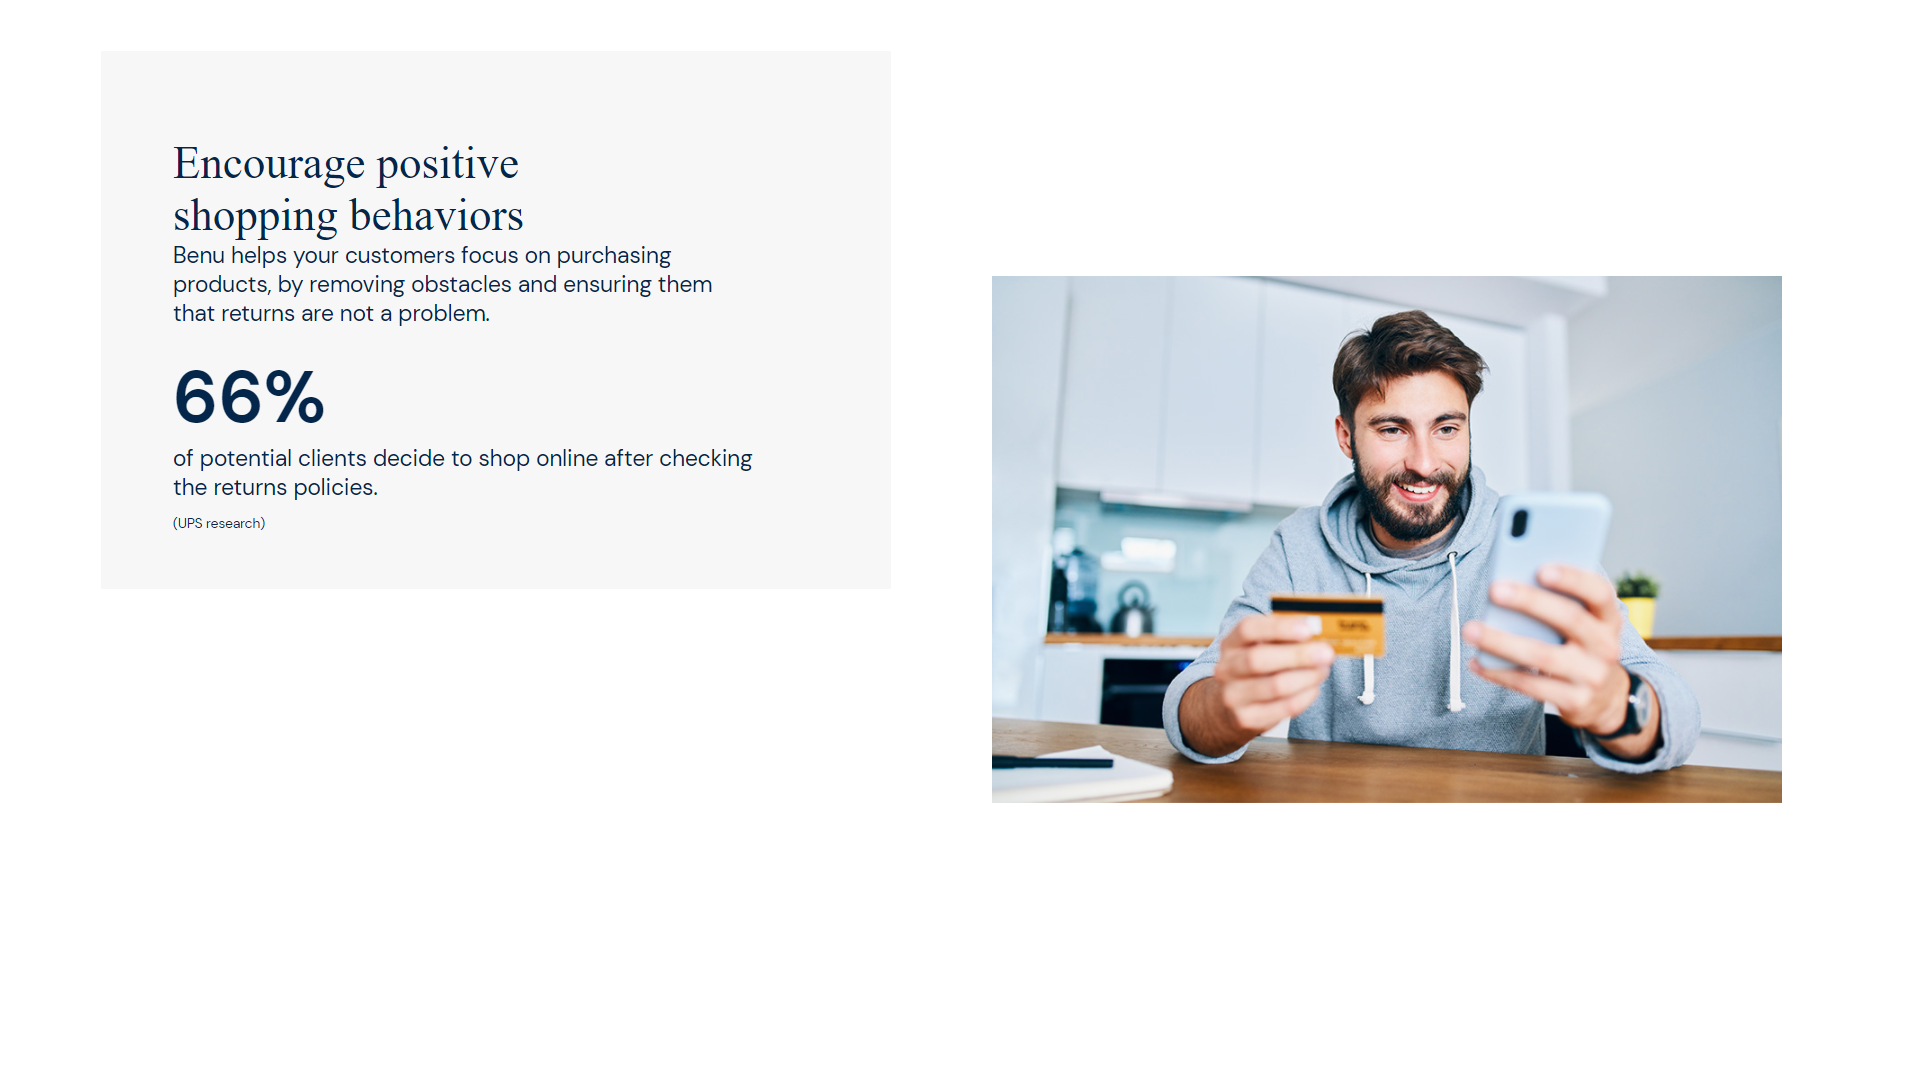 Encourage positive
shopping behaviors
Benu helps your customers focus on purchasing
products, by removing obstacles and ensuring them
that returns are not a problem.
66%
of potential clients decide to shop online after checking
the returns policies.
(UPS research)